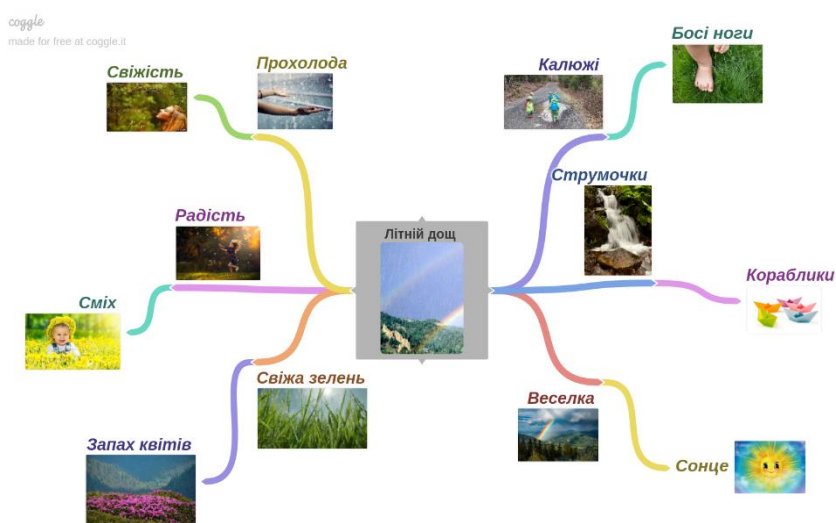 coggle
made for free at coggle.it
Свіжість
Прохолода
Радість
Сміх
Свіжа зелень
Запах квітів
Літній дощ
Калюжі
Босі ноги
Струмочки
Кораблики
Веселка
Сонце